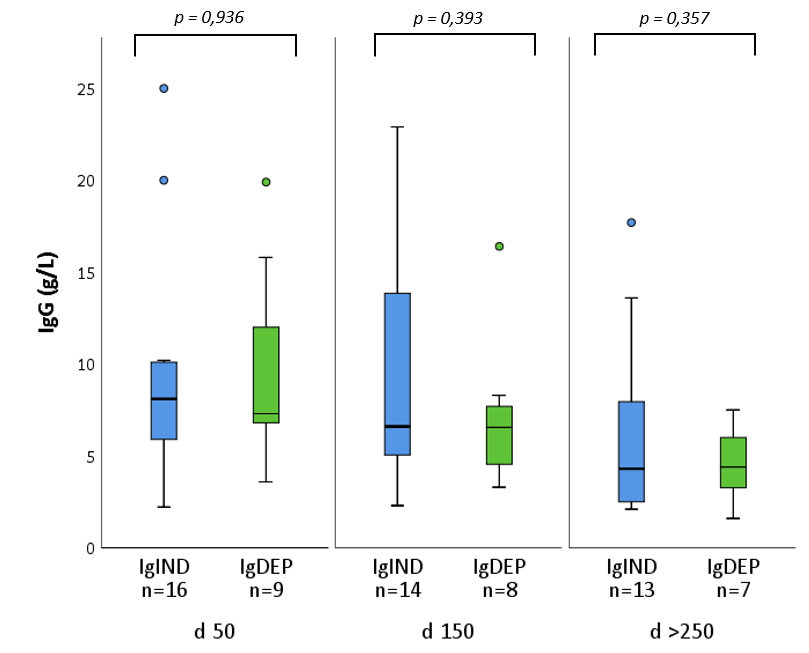 p = 0,936
p = 0,393
p = 0,357
IgG (g/L)
25
20
15
10
5
0
IgIND
n=16
IgDEP
n=9
IgIND
n=14
IgDEP
n=8
IgIND
n=13
IgDEP
n=7
d 50
d 150
d >250